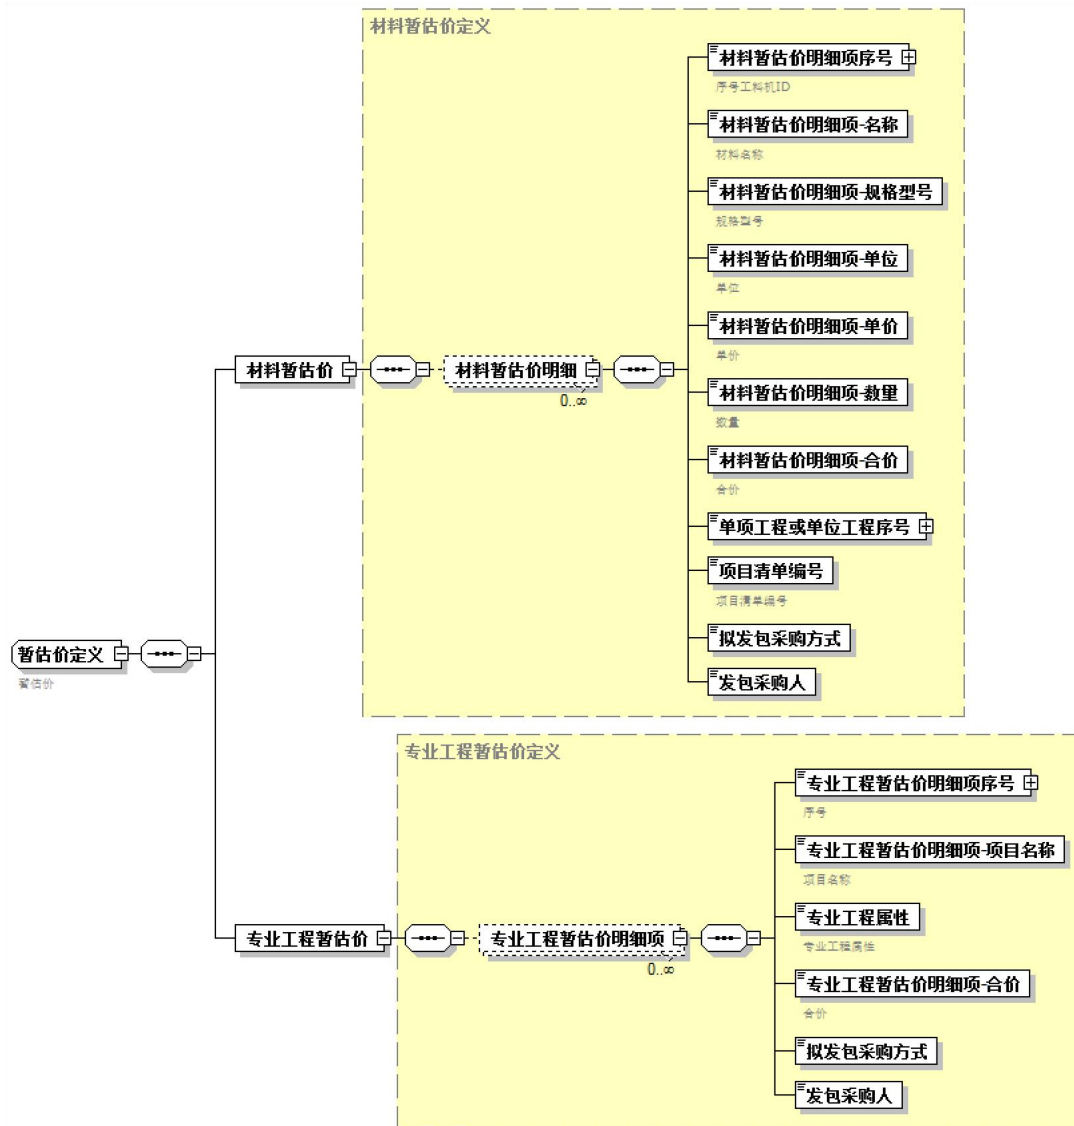 材料暂估价定义
材料暂估价明细项序号
序号工料机ID
材料暂估价明细项-名称
材料名称
材料暂估价明细项-规格型号
规格型号
材料暂估价明细项-单位
单位
材料暂估价明细项-单价
单价
材料暂估价
材料暂估价明细
0..∞
材料暂估价明细项-数量
数量
材料暂估价明细项-合价
合价
单项工程或单位工程序号
项目清单编号
项目清单编号
拟发包采购方式
发包采购人
暂估价定义
暂估价
专业工程暂估价定义
专业工程暂估价明细项序号
序号
专业工程暂估价明细项-项目名称
项目名称
专业工程属性
专业工程属性
专业工程暂估价
专业工程暂估价明细项
0..∞
专业工程暂估价明细项-合价
合价
拟发包采购方式
发包采购人